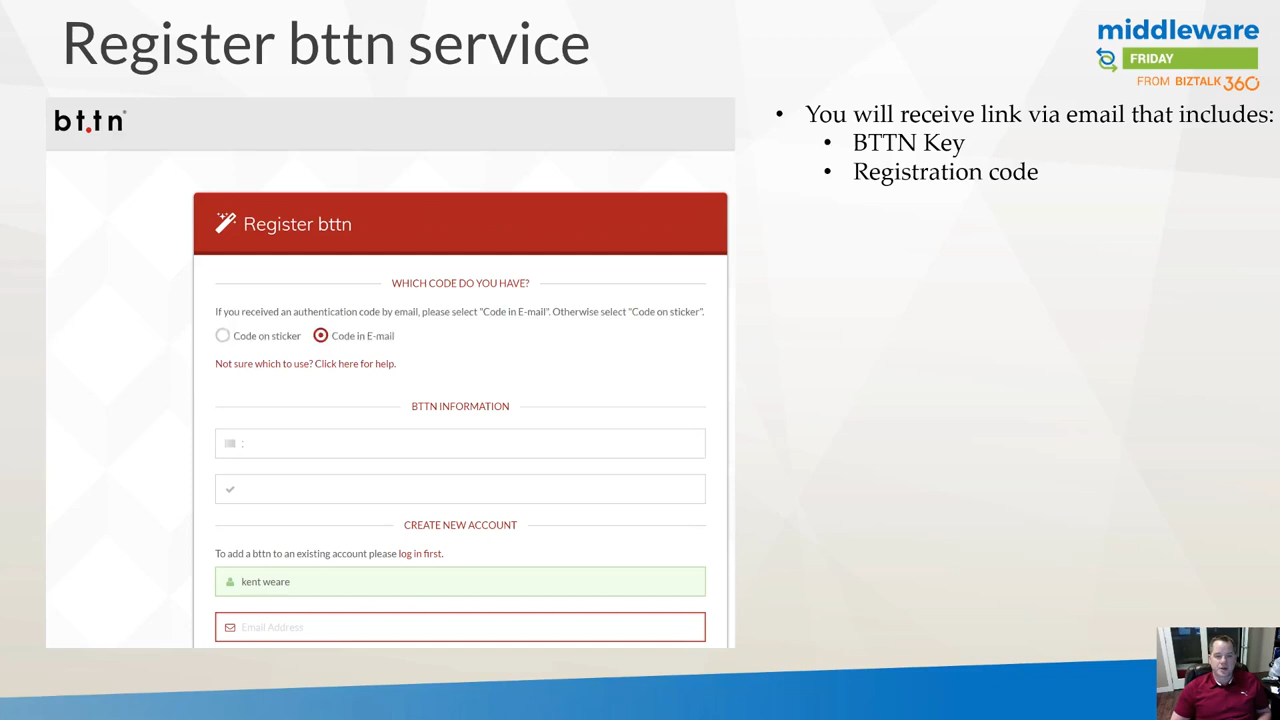 Register bttn service
middleware
FRIDAY
FROM BIZTALK360
bt.tn®
Register bttn
WHICH CODE DO YOU HAVE?
If you received an authentication code by email, please select "Code in E-mail". Otherwise select "Code on sticker".
Code on sticker Code in E-mail
Not sure which to use? Click here for help.
BTTN INFORMATION
:
CREATE NEW ACCOUNT
To add a bttn to an existing account please log in first.
kent weare
Email Address
• You will receive link via email that includes:
• BTTN Key
• Registration code